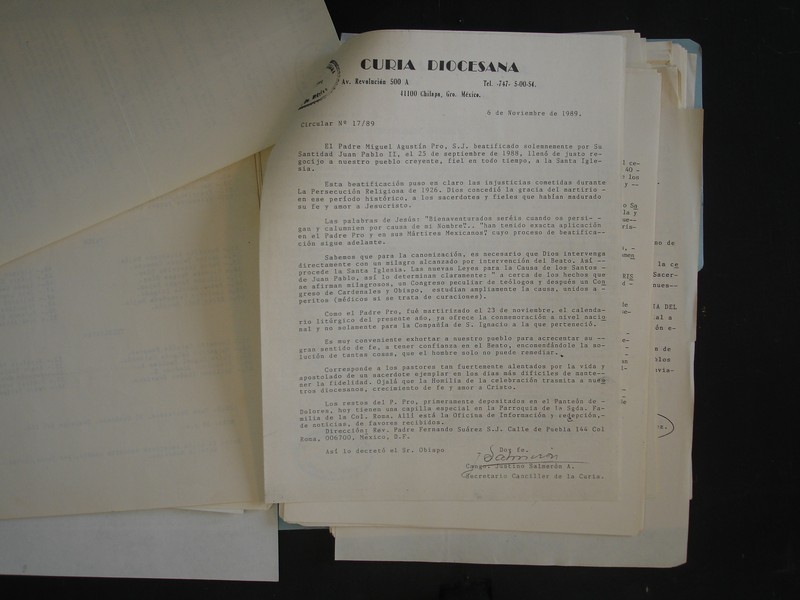 CURIA DIOCESANA
Av. Revolución 500 A Tel. -747- 5-00-54.
41100 Chilapa, Gro. México.
6 de Noviembre de 1989.
Circular Nº 17/89
El Padre Miguel Agustín Pro, S.J. beatificado solemnemente por Su
Santidad Juan Pablo II, el 25 de septiembre de 1988, llenó de justo re-
gocijo a nuestro pueblo creyente, fiel en todo tiempo, a la Santa Igle-
sia.
Esta beatificación puso en claro las injusticias cometidas durante
La Persecución Religiosa de 1926. Dios concedió la gracia del martirio -
en ese período histórico, a los sacerdotes y fieles que habían madurado
su fe y amor a Jesucristo.
Las palabras de Jesús: "Bienaventurados seréis cuando os persi- -
gan y calumnien por causa de mi Nombre".. "han tenido exacta aplicación
en el Padre Pro y en sus Mártires Mexicanos" cuyo proceso de beatifica--
ción sigue adelante.
Sabemos que para la canonización, es necesario que Dios intervenga
directamente con un milagro alcanzado por intervención del Beato. Así --
procede la Santa Iglesia. Las nuevas Leyes para la Causa de los Santos -
de Juan Pablo, así lo determinan claramente: " a cerca de los hechos que
se afirman milagrosos, un Congreso peculiar de teólogos y después un Con
greso de Cardenales y Obispo, estudien ampliamente la causa, unidos a -
peritos (médicos si se trata de curaciones).
Como el Padre Pro, fué martirizado el 23 de noviembre, el calenda-
rio litúrgico del presente año, ya ofrece la conmemoración a nivel nacio
nal y no solamente para la Compañía de S. Ignacio a la que perteneció.
Es muy conveniente exhortar a nuestro pueblo para acrecentar su --
gran sentido de fe, a tener confianza en el Beato, encomendándole la so-
lución de tantas cosas, que el hombre solo no puede remediar.
Corresponde a los pastores tan fuertemente alentados por la vida y
apostolado de un sacerdote ejemplar en los días más difíciles de mante--
ner la fidelidad. Ojalá que la Homilía de la celebración transmita a nues
tros diocesanos, crecimiento de fe y amor a Cristo.
Los restos del P. Pro, primeramente depositados en el Panteón de -
Dolores, hoy tienen una capilla especial en la Parroquia de la Sgda. Fa-
milia de la Col. Roma. Allí está la Oficina de Información y recepción,-
de noticias, de favores recibidos.
Dirección: Rev. Padre Fernando Suárez S.J. Calle de Puebla 144 Col
Roma, 006700, México, D.F.
Así lo decretó el Sr. Obispo Doy Fe.
Cango. Justino Salmerón A.
Secretario Canciller de la Curia.